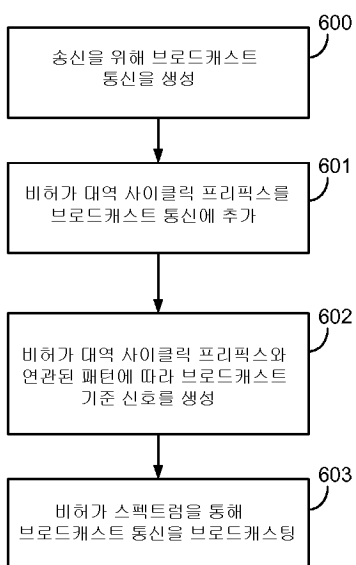 600
송신을 위해 브로드캐스트
통신을 생성
601
비허가 대역 사이클릭 프리픽스를
브로드캐스트 통신에 추가
602
비허가 대역 사이클릭 프리픽스와
연관된 패턴에 따라 브로드캐스트
기준 신호를 생성
603
비허가 스펙트럼을 통해
브로드캐스트 통신을 브로드캐스팅